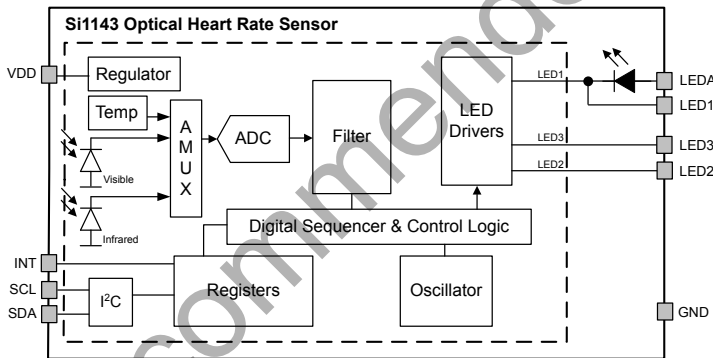 Si1143 Optical Heart Rate Sensor
VDD
Regulator
Temp
A
M
U
X
ADC
Filter
LED
Drivers
LED1
LEDA
LED1
LED3
LED3
LED2
LED2
Visible
Infrared
Digital Sequencer & Control Logic
INT
SCL
SDA
I²C
Registers
Oscillator
GND
commende